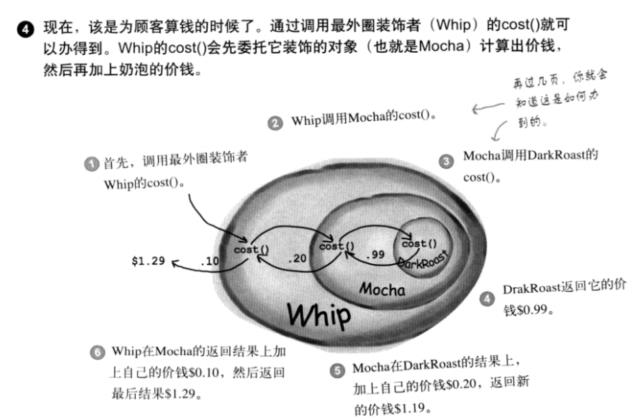 4 现在，该是为顾客算钱的时候了。通过调用最外圈装饰者（Whip）的cost()就可
以办得到。Whip的cost()会先委托它装饰的对象（也就是Mocha）计算出价钱，
然后再加上奶泡的价钱。
再过几页，你就会
知道这是如何办
到的。
2 Whip调用Mocha的cost()。
1 首先，调用最外圈装饰者
Whip的cost()。
3 Mocha调用DarkRoast的
cost()。
$1.29 .10 cost() .20 cost() .99 cost()
DarkRoast
Mocha
Whip
4 DrakRoast返回它的价
钱$0.99。
6 Whip在Mocha的返回结果上加
上自己的价钱$0.10，然后返回
最后结果$1.29。
5 Mocha在DarkRoast的结果上，
加上自己的价钱$0.20，返回新
的价钱$1.19。